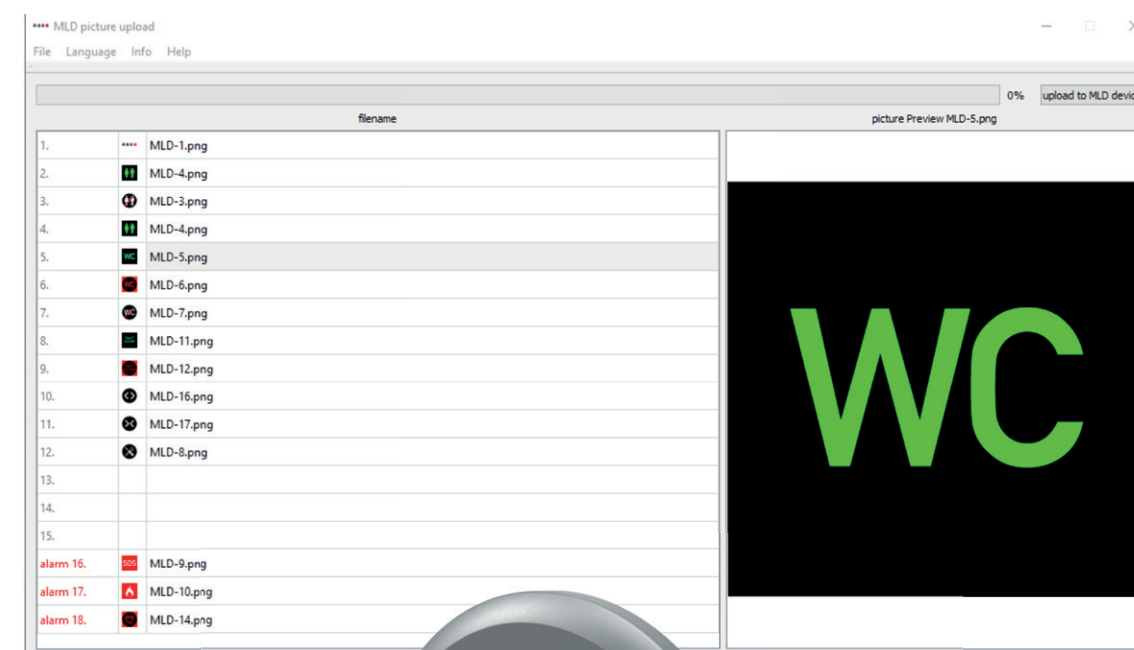 MLD picture upload
File Language Info Help
0% upload to MLD devic
filename picture Preview MLD-5.png
1. MLD-1.png
2. MLD-4.png
3. MLD-3.png
4. MLD-4.png
5. WC MLD-5.png
6. WC MLD-6.png
7. WC MLD-7.png
8. MLD-11.png
9. MLD-12.png
10. MLD-16.png
11. MLD-17.png
12. MLD-8.png
13.
14.
15.
alarm 16. SOS MLD-9.png
alarm 17. MLD-10.png
alarm 18. MLD-14.png
WC